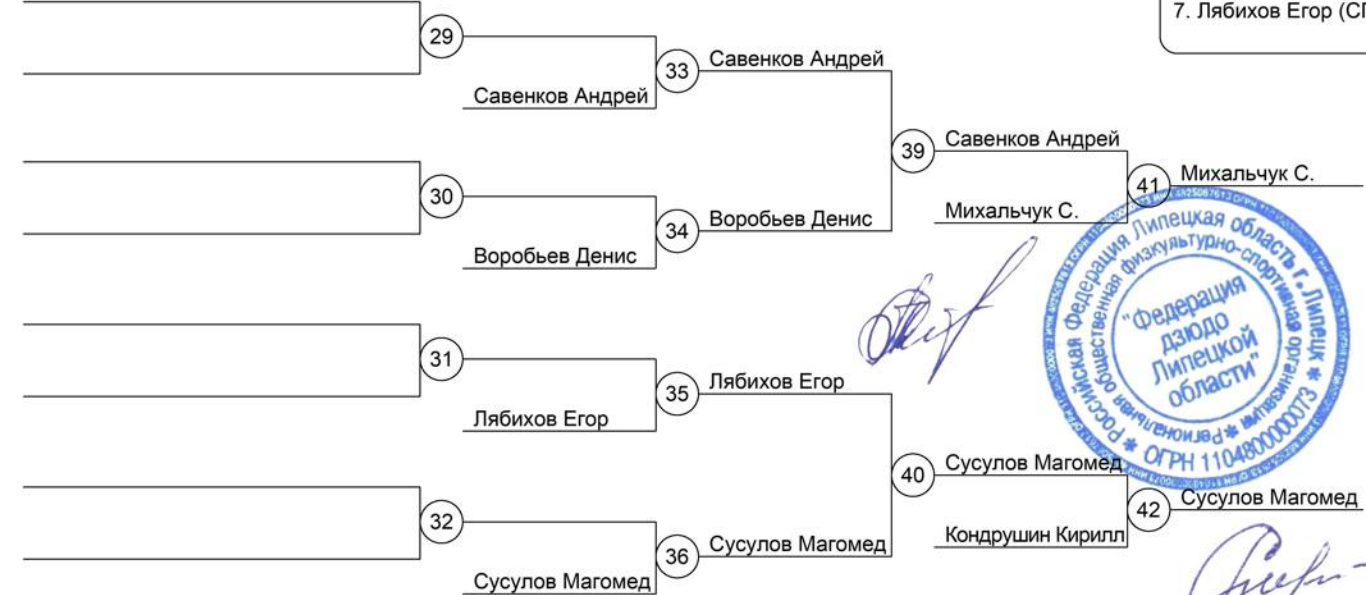 7. Лябихов Егор (СП
29
33
Савенков Андрей
Савенков Андрей
39
Савенков Андрей
30
41
Михальчук С.
34
Воробьев Денис
Михальчук С.
Воробьев Денис
Российская Федерация Липецкая область г. Липецк * ОГРН 1104800000073 *
Региональная общественная физкультурно-спортивная организация *
"Федерация
дзюдо
Липецкой
области"
31
35
Лябихов Егор
Лябихов Егор
40
Сусулов Магомед
32
42
Сусулов Магомед
36
Сусулов Магомед
Кондрушин Кирилл
Сусулов Магомед